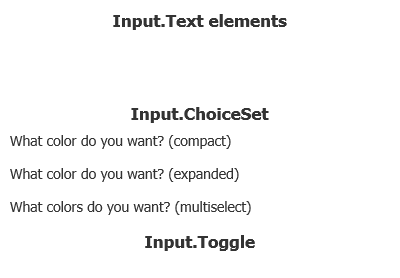 Input.Text elements
Input.ChoiceSet
What color do you want? (compact)
What color do you want? (expanded)
What colors do you want? (multiselect)
Input.Toggle